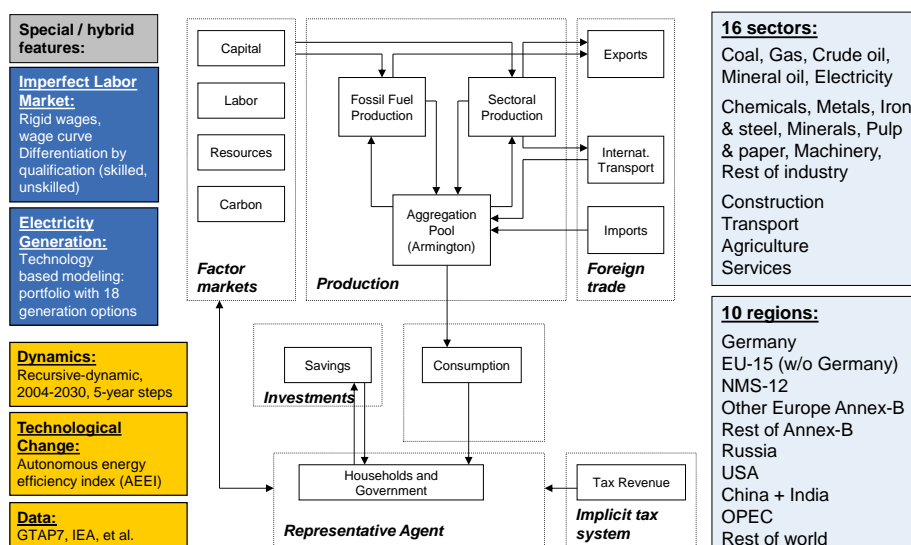 Special / hybrid
features:
Imperfect Labor
Market:
Rigid wages,
wage curve
Differentiation by
qualification (skilled,
unskilled)
Electricity
Generation:
Technology
based modeling:
portfolio with 18
generation options
Dynamics:
Recursive-dynamic,
2004-2030, 5-year steps
Technological
Change:
Autonomous energy
efficiency index (AEEI)
Data:
GTAP7, IEA, et al.
Capital
Labor
Resources
Carbon
Factor
markets
Fossil Fuel
Production
Sectoral
Production
Aggregation
Pool
(Armington)
Production
Exports
Internat.
Transport
Imports
Foreign
trade
Savings
Investments
Consumption
Households and
Government
Representative Agent
Tax Revenue
Implicit tax
system
16 sectors:
Coal, Gas, Crude oil,
Mineral oil, Electricity
Chemicals, Metals, Iron
& steel, Minerals, Pulp
& paper, Machinery,
Rest of industry
Construction
Transport
Agriculture
Services
10 regions:
Germany
EU-15 (w/o Germany)
NMS-12
Other Europe Annex-B
Rest of Annex-B
Russia
USA
China + India
OPEC
Rest of world